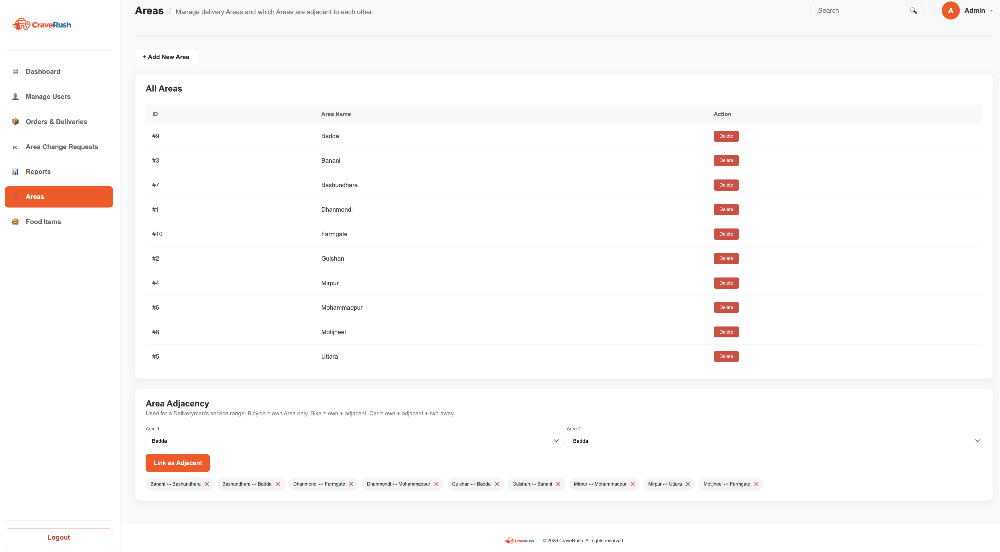 CraveRush
Areas / Manage delivery Areas and which Areas are adjacent to each other.
Search
A Admin
Dashboard
Manage Users
Orders & Deliveries
Area Change Requests
Reports
Areas
Food Items
Logout
+ Add New Area
All Areas
ID Area Name Action
#9 Badda Delete
#3 Banani Delete
#7 Bashundhara Delete
#1 Dhanmondi Delete
#10 Farmgate Delete
#2 Gulshan Delete
#4 Mirpur Delete
#6 Mohammadpur Delete
#8 Motijheel Delete
#5 Uttara Delete
Area Adjacency
Used for a Deliveryman's service range: Bicycle = own Area only, Bike = own + adjacent, Car = own + adjacent + two-away.
Area 1 Area 2
Badda Badda
Link as Adjacent
Banani ↔ Bashundhara ✕ Bashundhara ↔ Badda ✕ Dhanmondi ↔ Farmgate ✕ Dhanmondi ↔ Mohammadpur ✕ Gulshan ↔ Badda ✕ Gulshan ↔ Banani ✕ Mirpur ↔ Mohammadpur ✕ Mirpur ↔ Uttara ✕ Motijheel ↔ Farmgate ✕
CraveRush © 2026 CraveRush. All rights reserved.